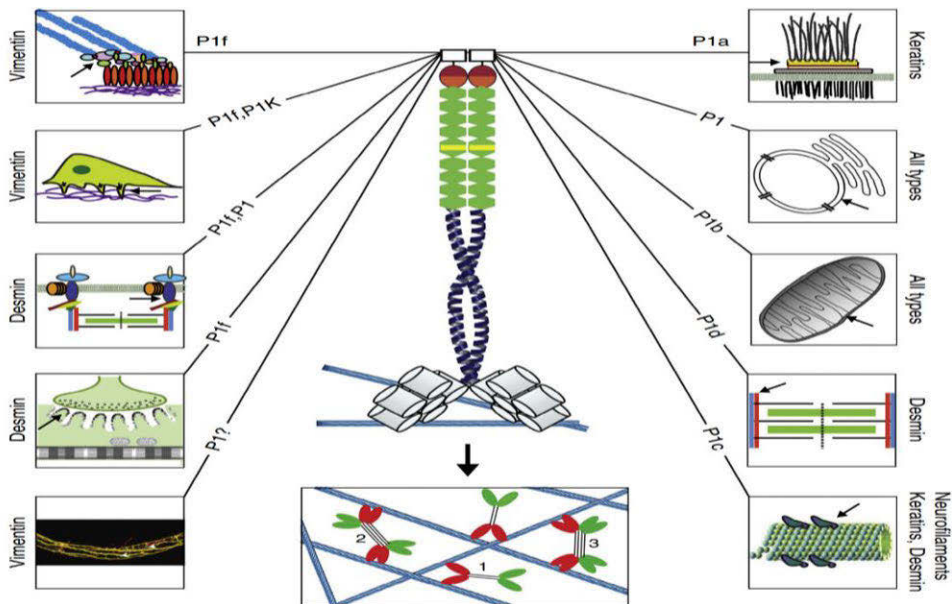 Vimentin
P1f
P1a
Keratins
Vimentin
P1f,P1K
P1
All types
Desmin
P1f,P1
P1b
All types
Desmin
P1f
P1d
Desmin
Vimentin
P1?
P1c
Neurofilaments
Keratins, Desmin
2
1
3